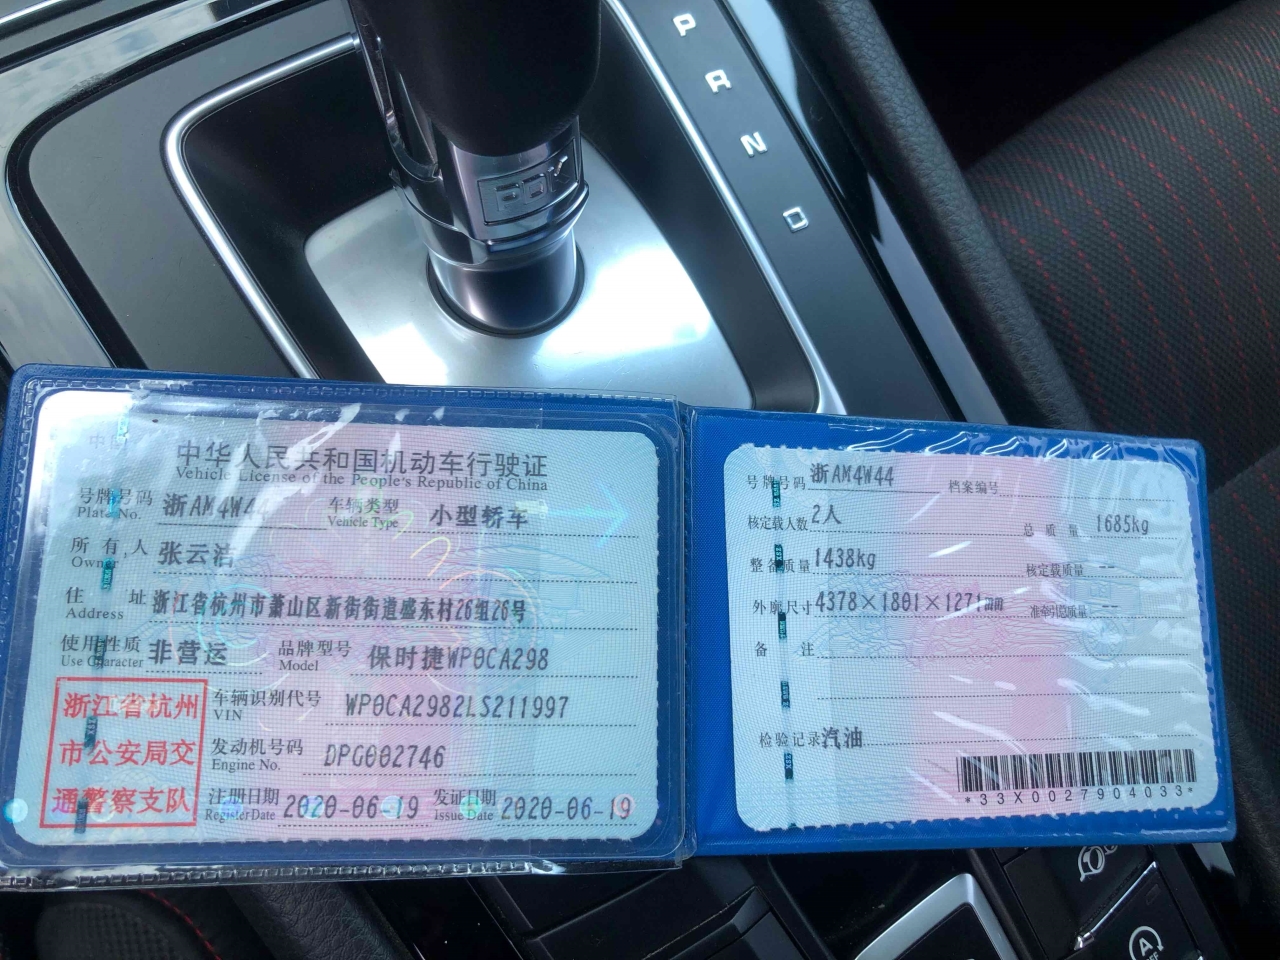 P
R
N
D
PDK
中华人民共和国机动车行驶证
Vehicle License of the People's Republic of China
号牌号码 浙AM4W44 车辆类型 小型轿车
Plate No. Vehicle Type
所有人 张云洁
Owner
住址 浙江省杭州市萧山区新街街道盛东村26组26号
Address
使用性质 非营运 品牌型号 保时捷WP0CA298
Use Character Model
浙江省杭州
市公安局交
通警察支队
车辆识别代号 WP0CA2982LS211997
VIN
发动机号码 DPG002746
Engine No.
注册日期 2020-06-19 发证日期 2020-06-19
Register Date Issue Date
号牌号码 浙AM4W44 档案编号
核定载人数 2人 总质量 1685kg
整备质量 1438kg 核定载质量 --
外廓尺寸 4378×1801×1271mm 准牵引总质量 --
备注
检验记录 汽油
*33X0027904033*
A
OFF